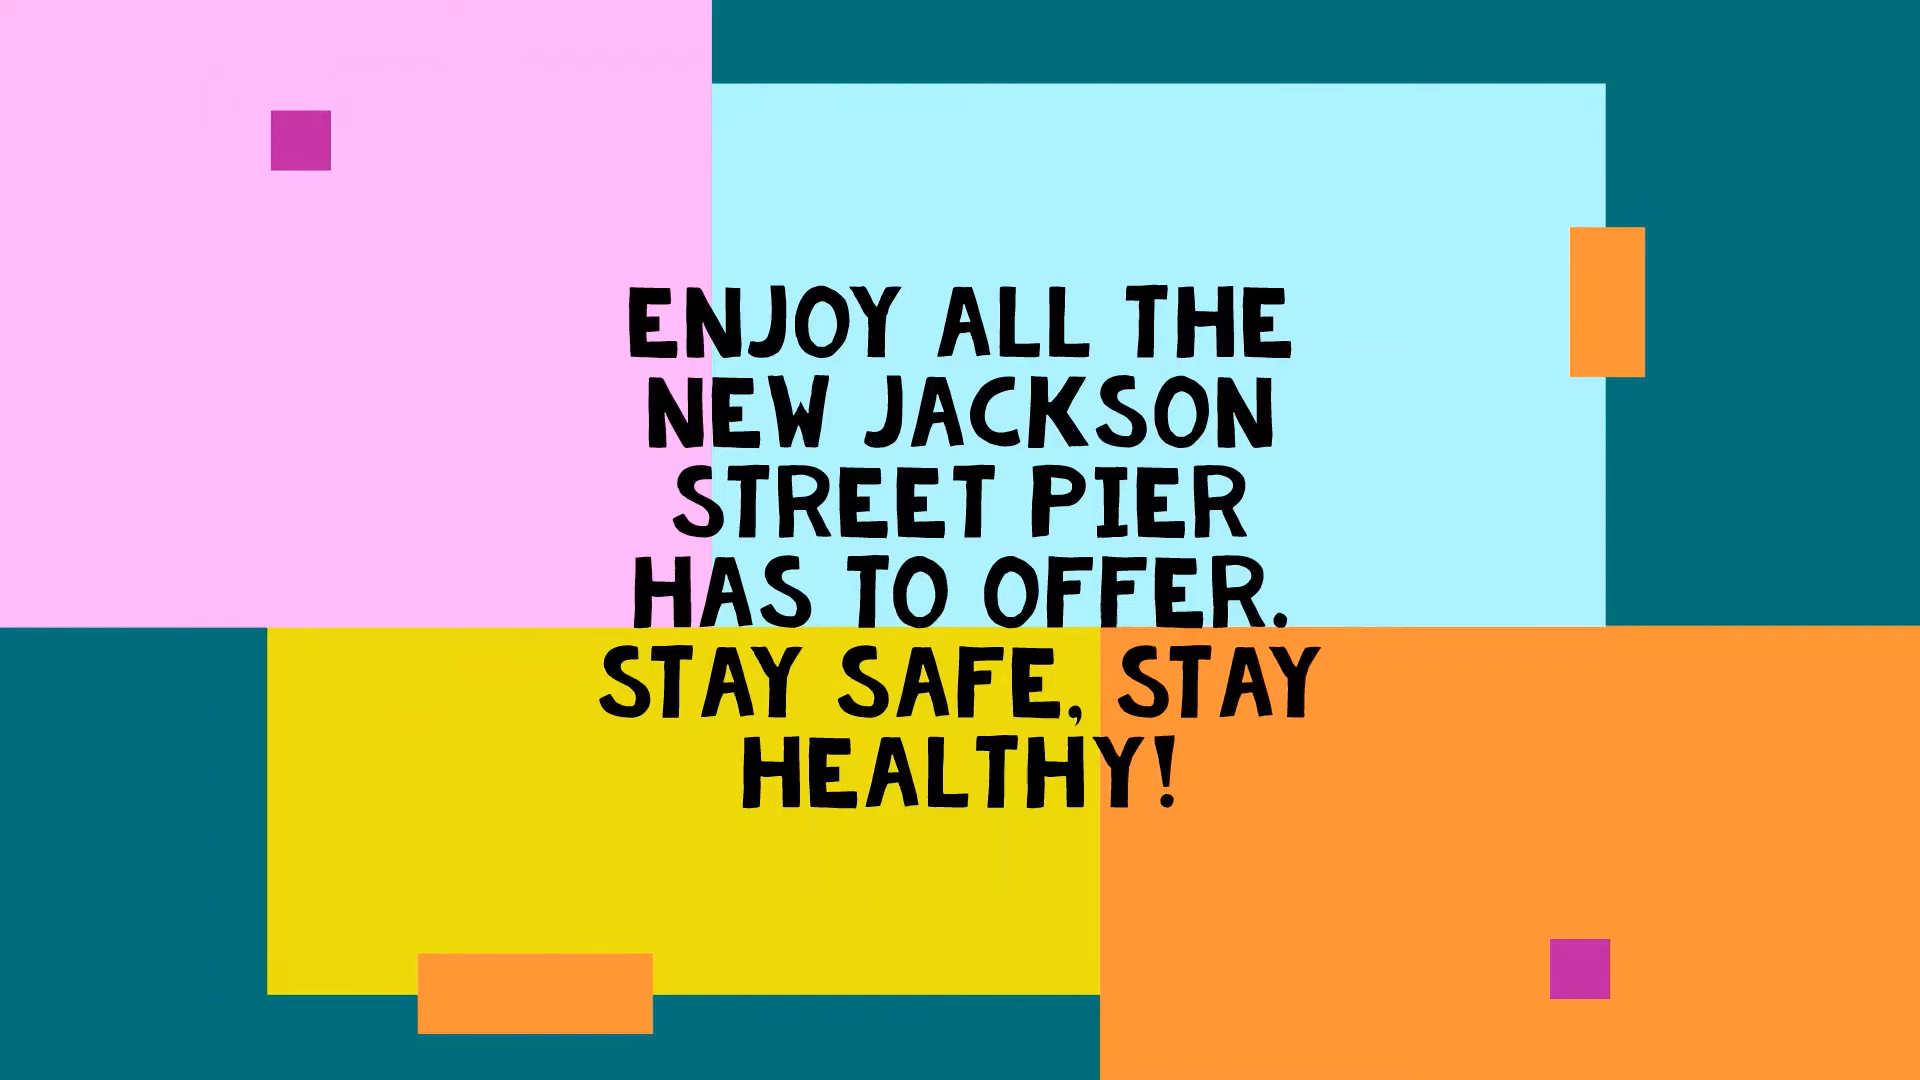 ENJOY ALL THE
NEW JACKSON
STREET PIER
HAS TO OFFER.
STAY SAFE, STAY
HEALTHY!